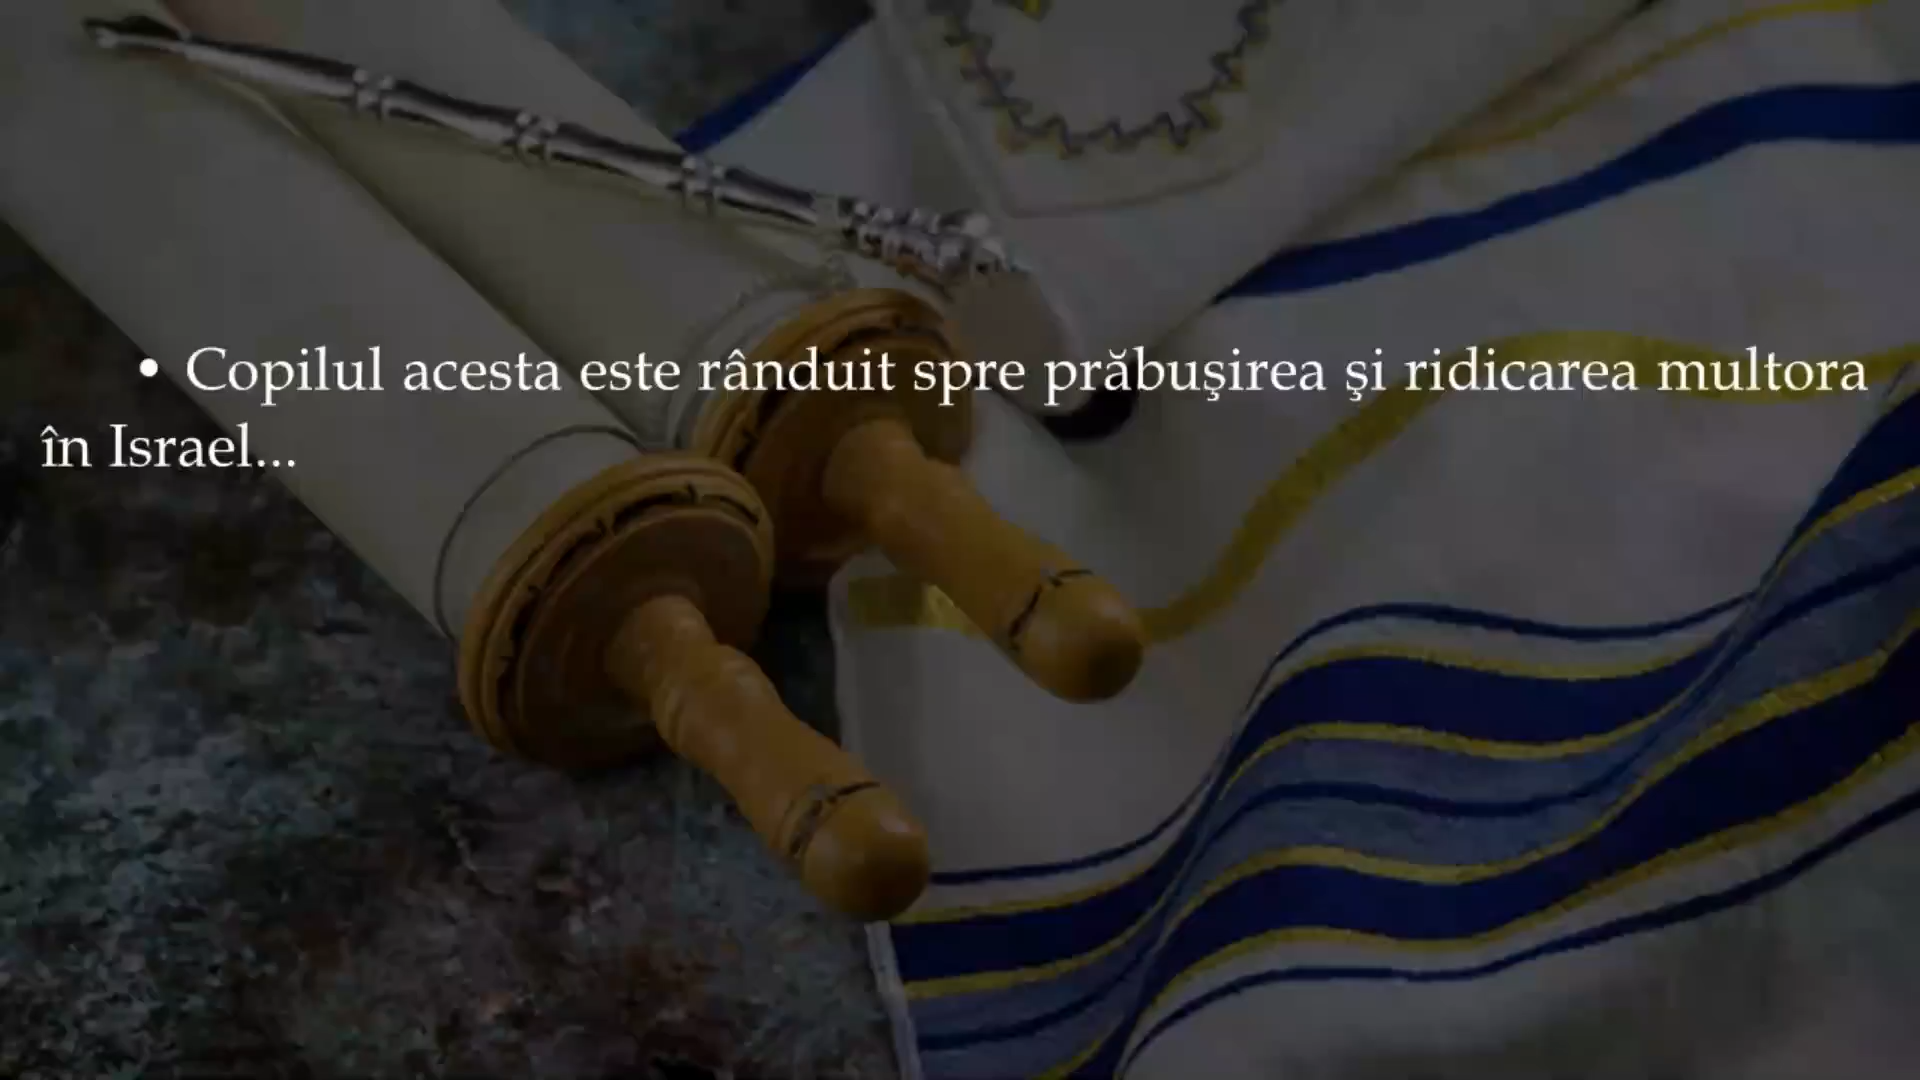 • Copilul acesta este rânduit spre prăbuşirea şi ridicarea multora
în Israel...